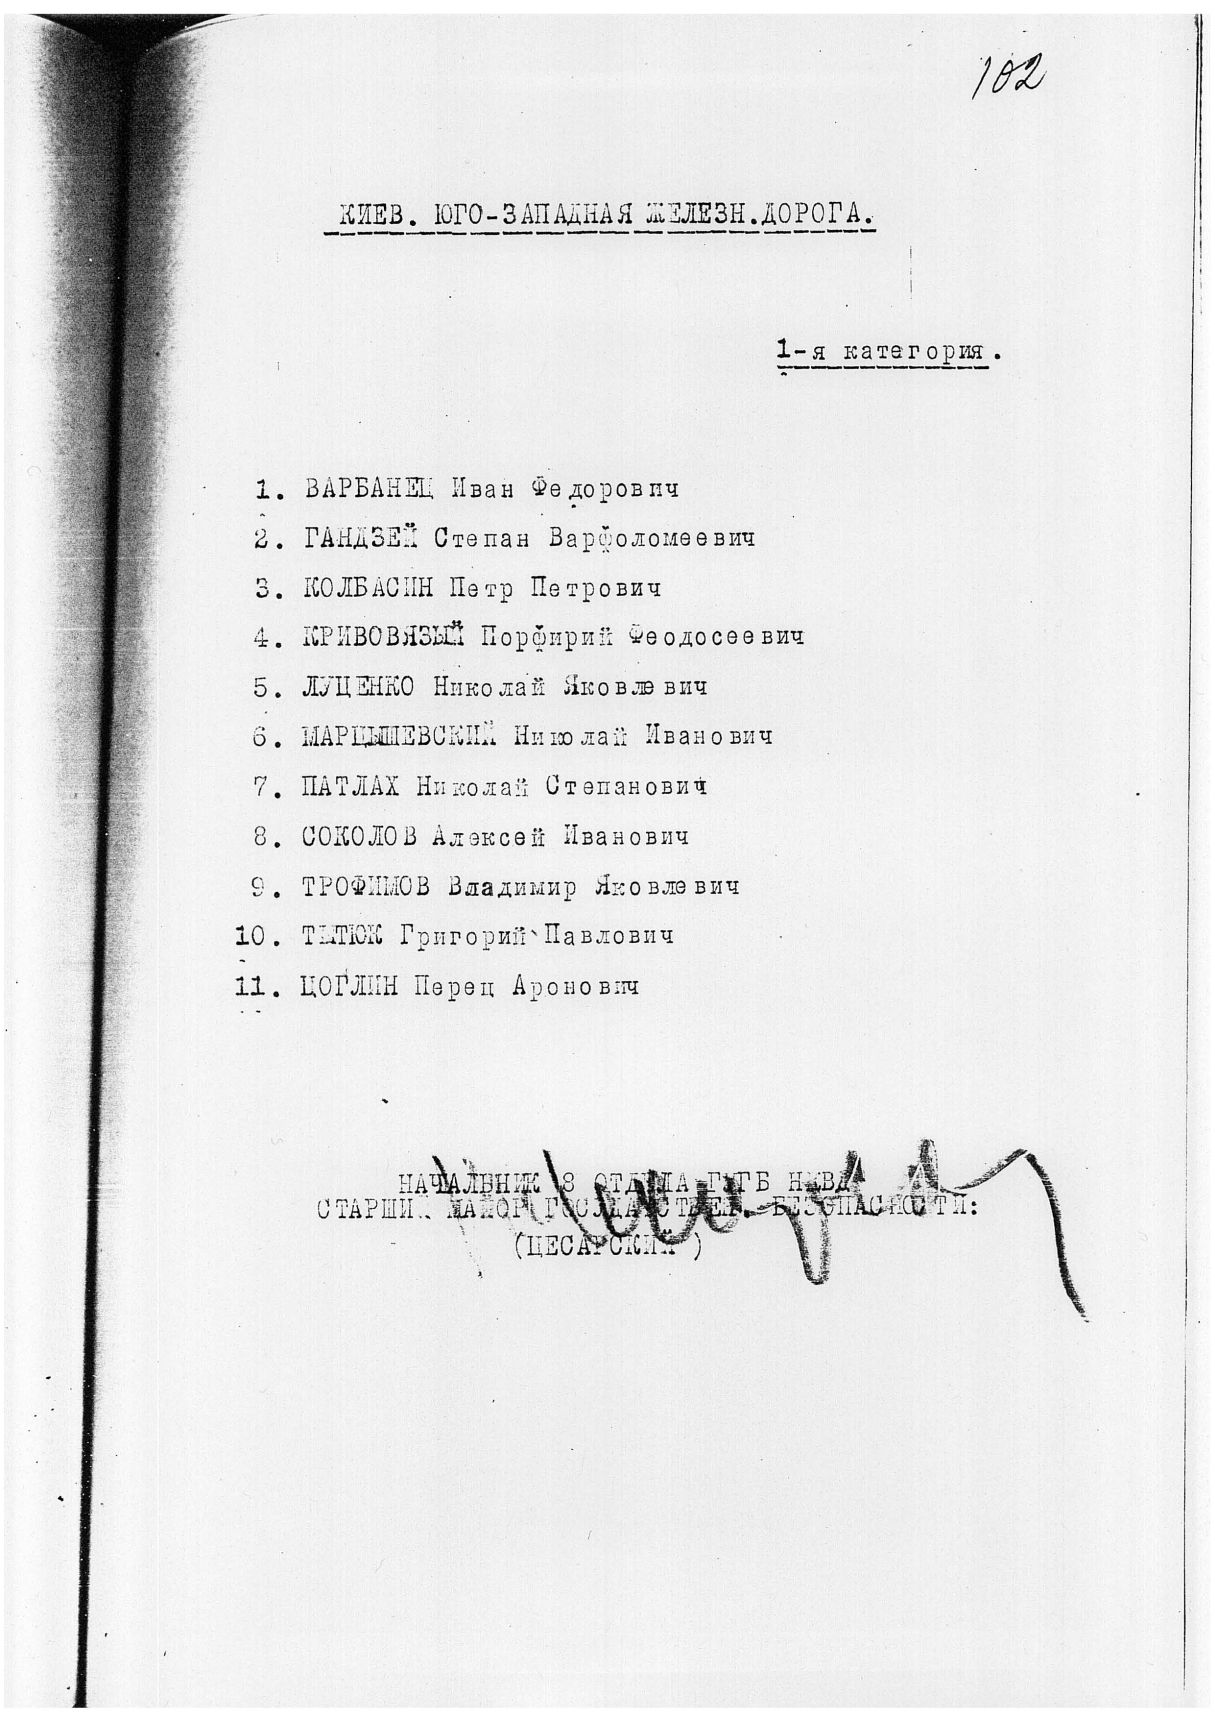 102
КИЕВ. ЮГО-ЗАПАДНАЯ ЖЕЛЕЗН.ДОРОГА.
1-я категория.
1. ВАРБАНЕЦ Иван Федорович
2. ГАНДЗЕЙ Степан Варфоломеевич
3. КОЛБАСИН Петр Петрович
4. КРИВОВЯЗЫЙ Порфирий Феодосеевич
5. ЛУЦЕНКО Николай Яковлевич
6. МАРЦЫШЕВСКИЙ Николай Иванович
7. ПАТЛАХ Николай Степанович
8. СОКОЛОВ Алексей Иванович
9. ТРОФИМОВ Владимир Яковлевич
10. Григорий Павлович
11. ЦОГЛИН Перец Аронович
НАЧАЛЬНИК 8 ОТДЕЛА ГУГБ НКВД
СТАРШИЙ МАЙОР ГОСУДАРСТВЕН. БЕЗОПАСНОСТИ:
(ЦЕСАРСКИЙ)